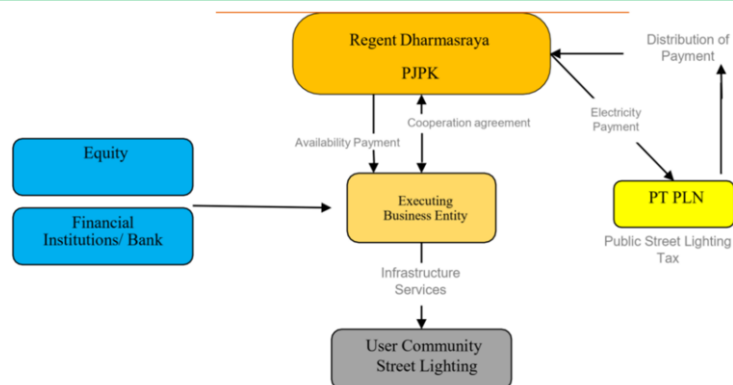 Regent Dharmasraya
PJPK
Distribution of
Payment
Electricity
Payment
Availability Payment
Cooperation agreement
Equity
Financial
Institutions/ Bank
Executing
Business Entity
PT PLN
Public Street Lighting
Tax
Infrastructure
Services
User Community
Street Lighting